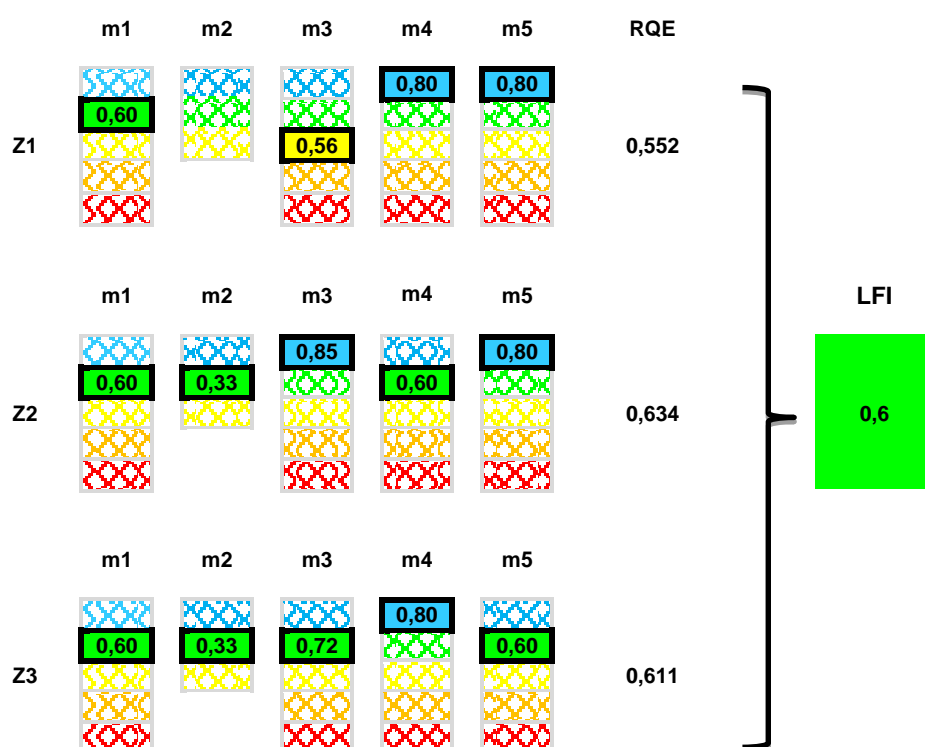 m1 m2 m3 m4 m5 RQE
0,80 0,80
0,60
Z1 0,56 0,552
m1 m2 m3 m4 m5 LFI
0,85 0,80
0,60 0,33 0,60
Z2 0,634 0,6
m1 m2 m3 m4 m5
0,80
0,60 0,33 0,72 0,60
Z3 0,611